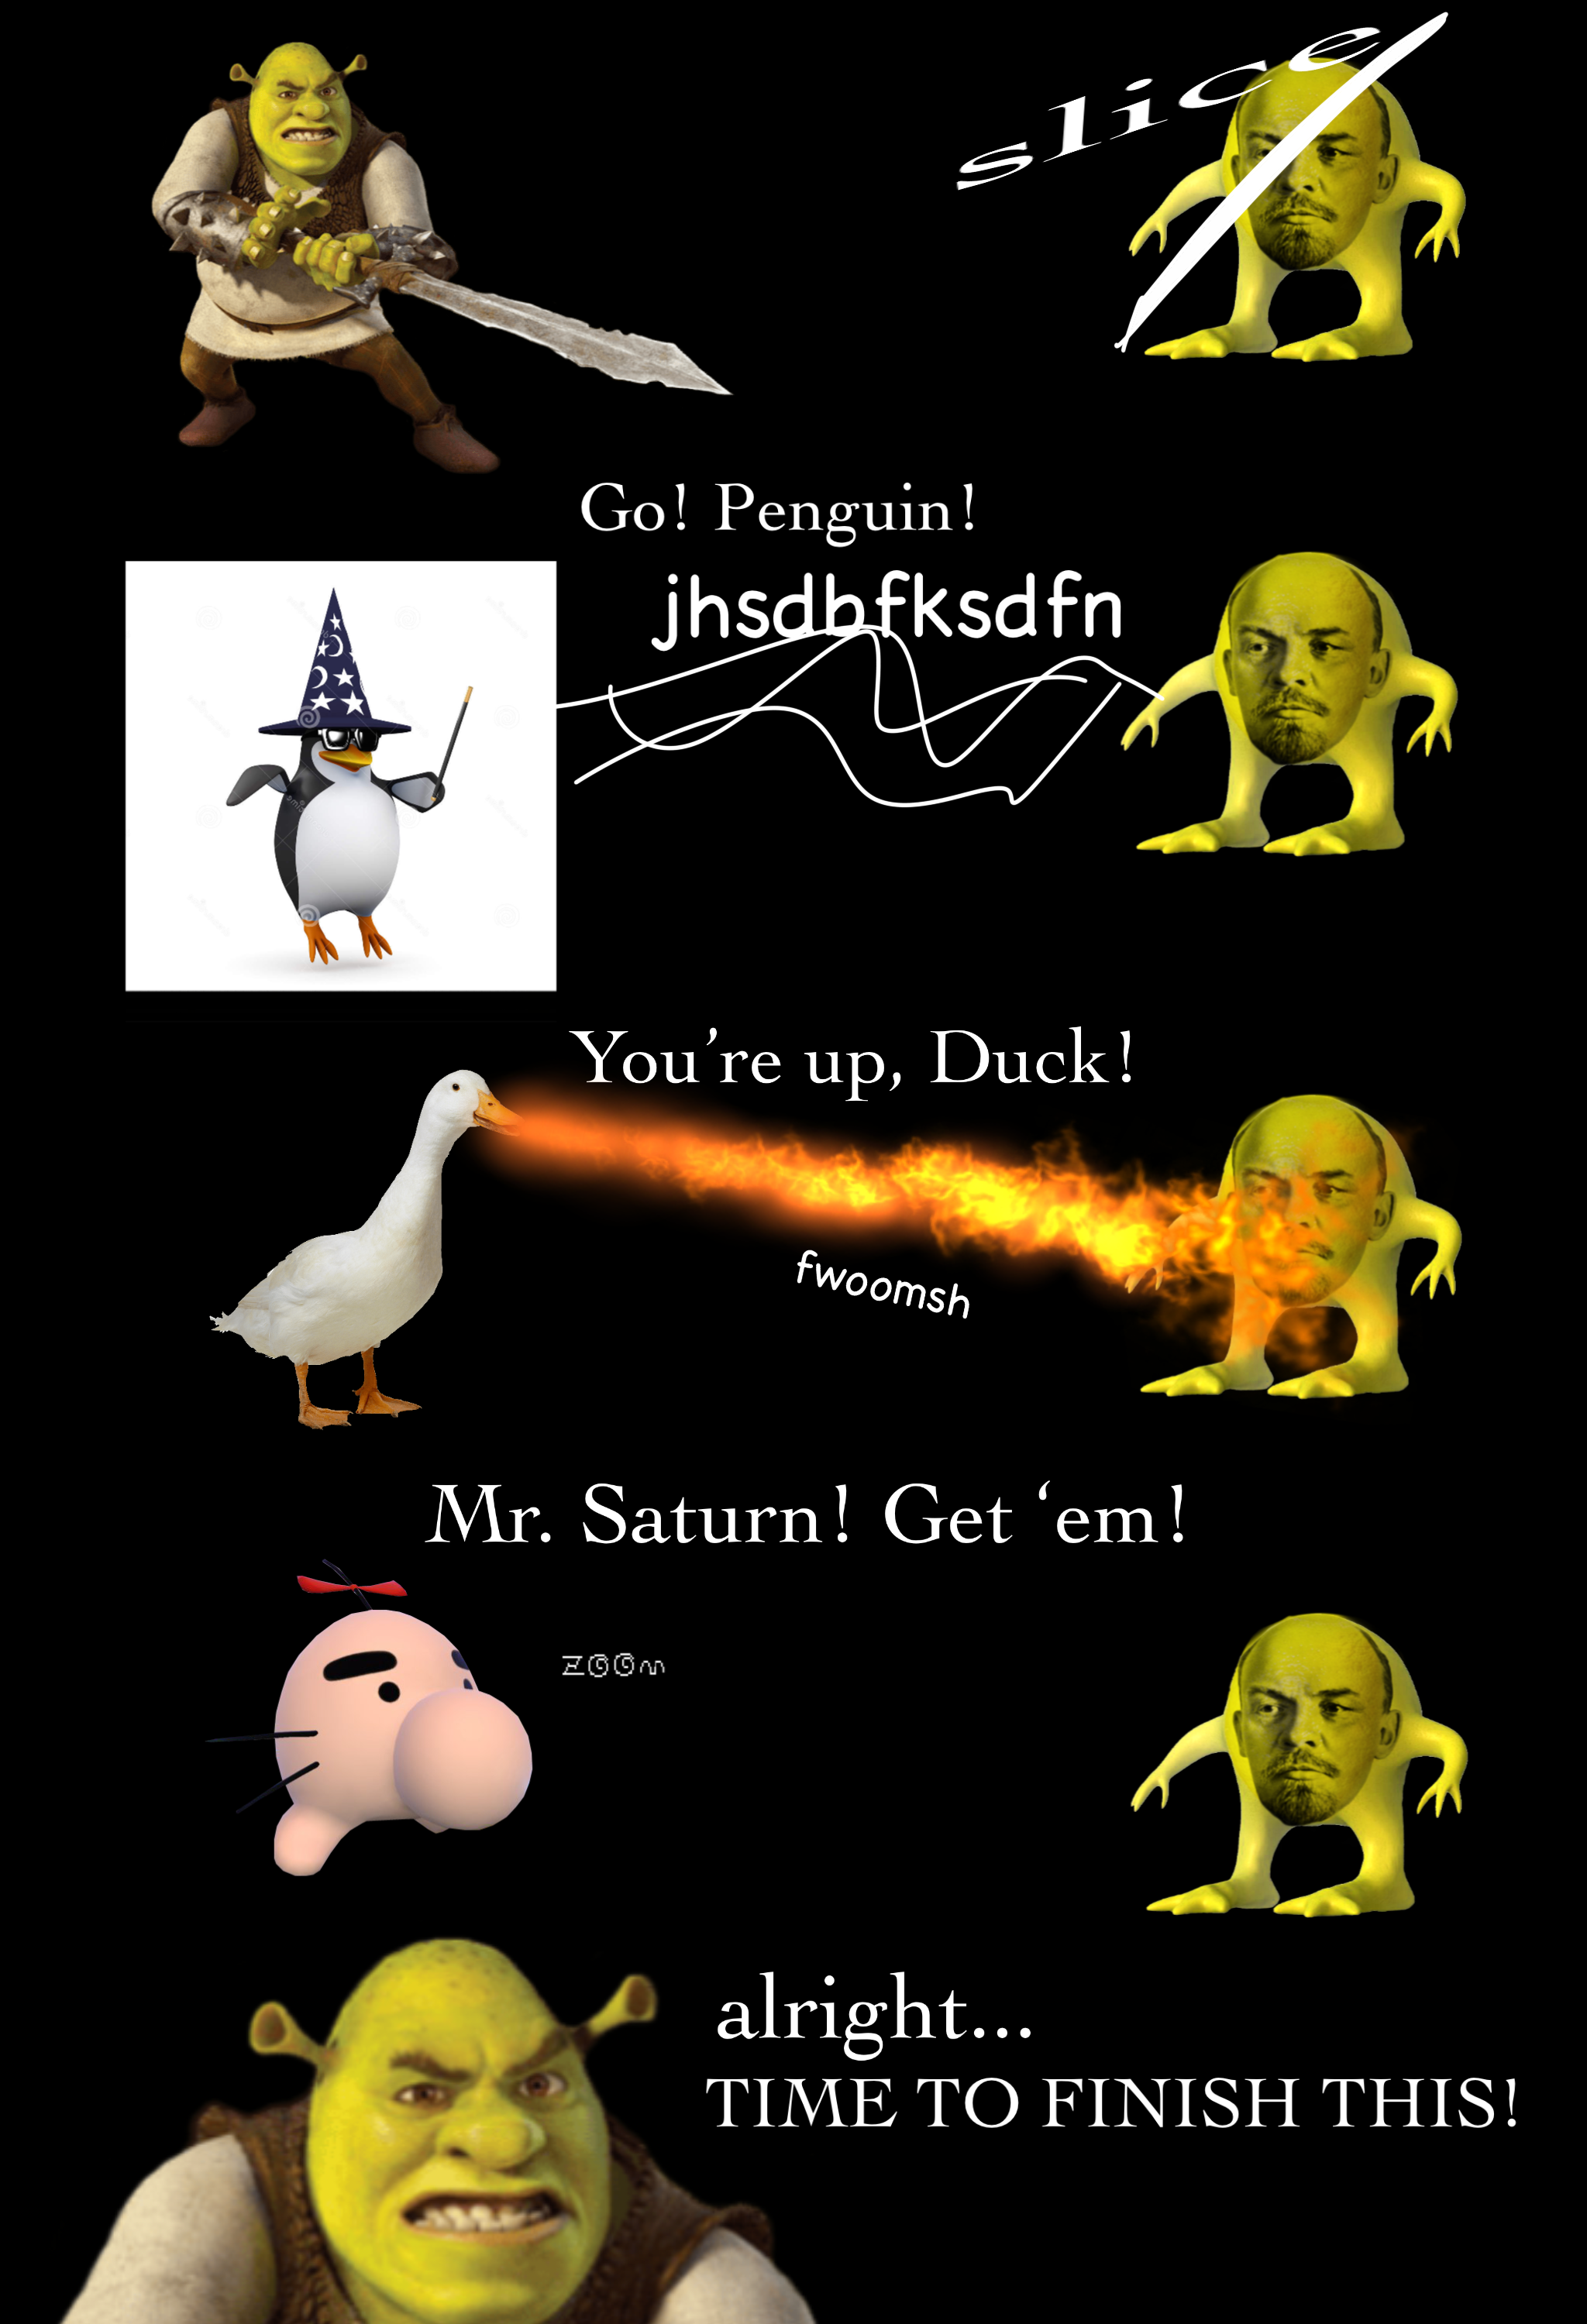 slice
Go! Penguin!
jhsdbfksdfn
You’re up, Duck!
fwoomsh
Mr. Saturn! Get ‘em!
zoom
alright...
TIME TO FINISH THIS!